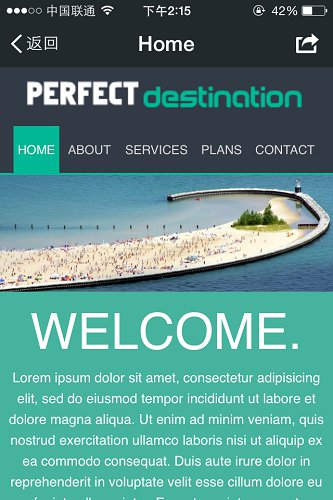 中国联通 下午2:15 42%
返回 Home
PERFECT destination
HOME ABOUT SERVICES PLANS CONTACT
WELCOME.
Lorem ipsum dolor sit amet, consectetur adipisicing
elit, sed do eiusmod tempor incididunt ut labore et
dolore magna aliqua. Ut enim ad minim veniam, quis
nostrud exercitation ullamco laboris nisi ut aliquip ex
ea commodo consequat. Duis aute irure dolor in
reprehenderit in voluptate velit esse cillum dolore eu